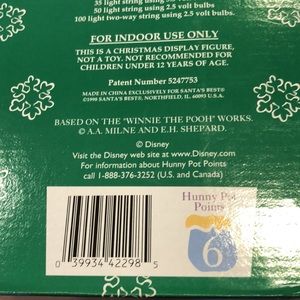 35 light string using 2.5 volt bulbs.
50 light string using 2.5 volt bulbs.
100 light two-way string using 2.5 volt bulbs.
FOR INDOOR USE ONLY
THIS IS A CHRISTMAS DISPLAY FIGURE,
NOT A TOY. NOT RECOMMENDED FOR
CHILDREN UNDER 12 YEARS OF AGE.
Patent Number 5247753
MADE IN CHINA EXCLUSIVELY FOR SANTA'S BEST®
©1998 SANTA'S BEST®, NORTHFIELD, IL 60093 U.S.A.
BASED ON THE "WINNIE THE POOH" WORKS.
© A.A. MILNE AND E.H. SHEPARD.
© Disney
Visit the Disney web site at www.Disney.com
For information about Hunny Pot Points
call 1-888-376-3252 (U.S. and Canada)
Hunny Pot
Points
6
0 39934 42298 5